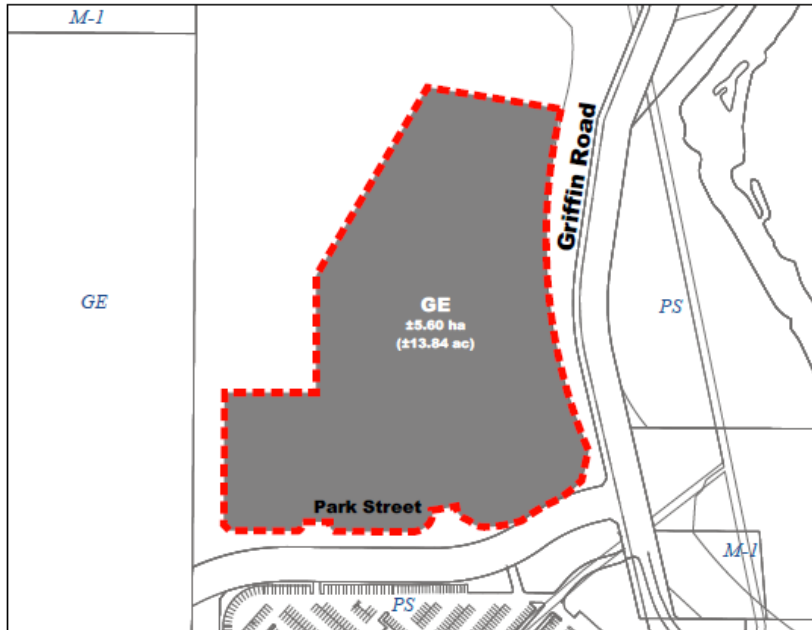 M-1
Griffin Road
GE
GE
±5.60 ha
(±13.84 ac)
PS
Park Street
M-1
PS